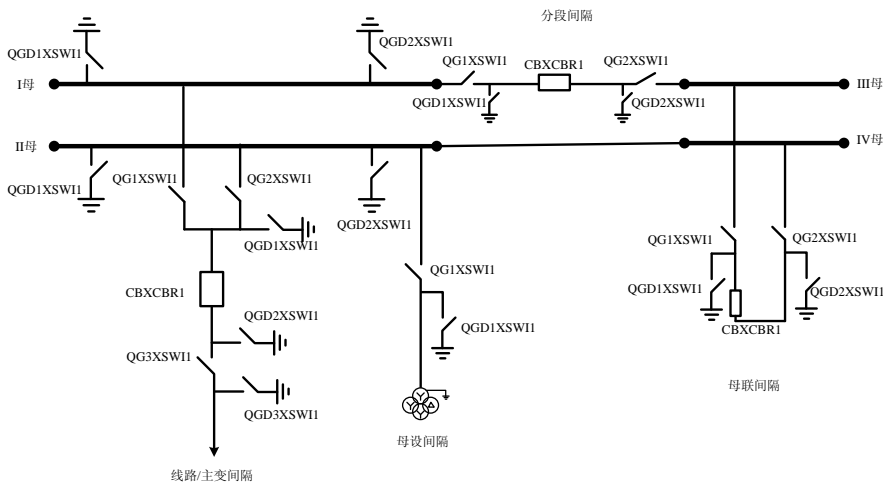 分段间隔
QGD1XSWI1
QGD2XSWI1
QG1XSWI1
CBXCBR1
QG2XSWI1
I母
QGD1XSWI1
QGD2XSWI1
III母
II母
IV母
QGD1XSWI1
QG1XSWI1
QG2XSWI1
QGD2XSWI1
QGD1XSWI1
QG1XSWI1
QG2XSWI1
QG1XSWI1
CBXCBR1
QGD1XSWI1
QGD2XSWI1
QGD2XSWI1
QGD1XSWI1
CBXCBR1
QG3XSWI1
QGD3XSWI1
母联间隔
母设间隔
线路/主变间隔